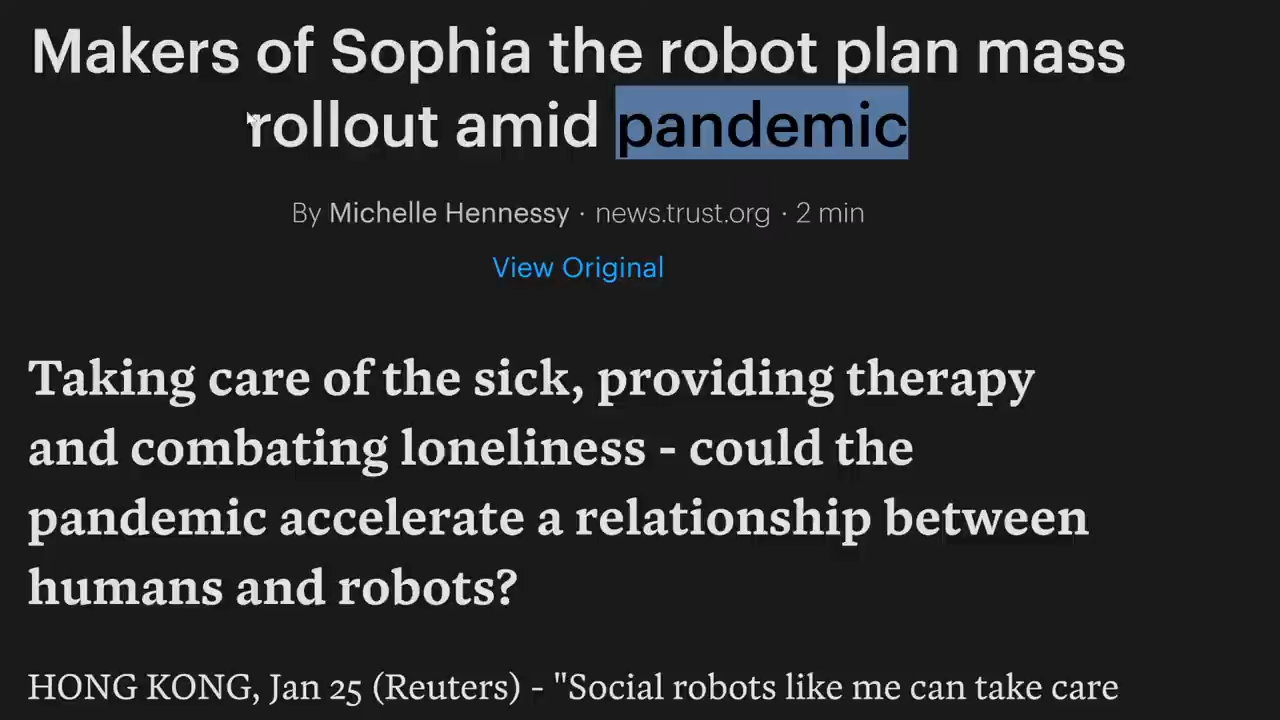 Makers of Sophia the robot plan mass
rollout amid pandemic
By Michelle Hennessy · news.trust.org · 2 min
View Original
Taking care of the sick, providing therapy
and combating loneliness - could the
pandemic accelerate a relationship between
humans and robots?
HONG KONG, Jan 25 (Reuters) - "Social robots like me can take care